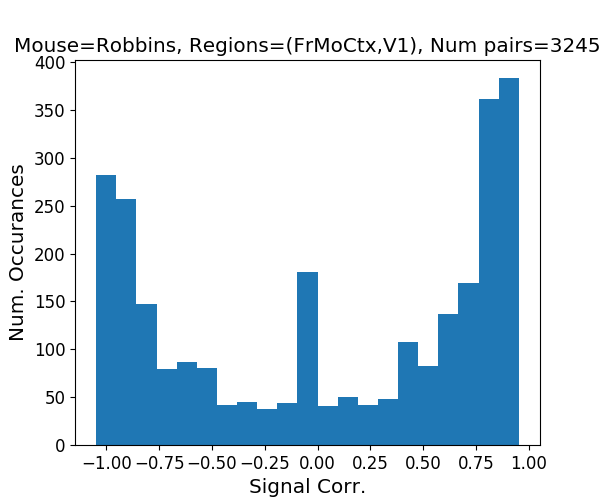 Mouse=Robbins, Regions=(FrMoCtx,V1), Num pairs=3245
400
350
300
250
200
150
100
50
0
Num. Occurances
−1.00 −0.75 −0.50 −0.25 0.00 0.25 0.50 0.75 1.00
Signal Corr.